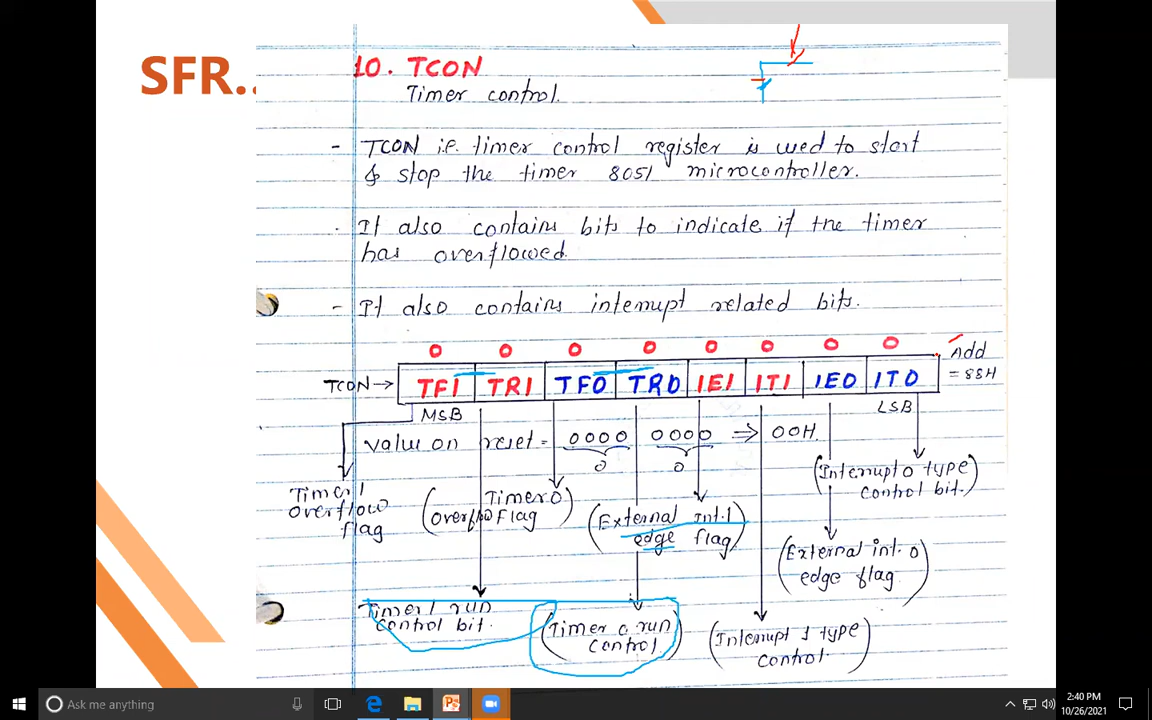 SFR..
10. TCON
Timer control.
- TCON i.e. timer control register is used to start
& stop the timer 8051 microcontroller.
- It also contains bits to indicate if the timer
has overflowed
- It also contains interrupt related bits.
0 0 0 0 0 0 0 0
Add
= 88H
TCON → TF1 TR1 TF0 TR0 IE1 IT1 IE0 IT0
MSB LSB
value on reset = 0000 0000 ⇒ 00H.
0 0
Timer 1
overflow
flag
(Timer 0
overflow flag)
(External Int.1
edge flag)
(Interrupt 0 type
control bit.)
(External int. 0
edge flag)
Timer 1 run
control bit.
(Timer 0 run
control.)
(Interrupt 1 type
control.)
Ask me anything
2:40 PM
10/26/2021